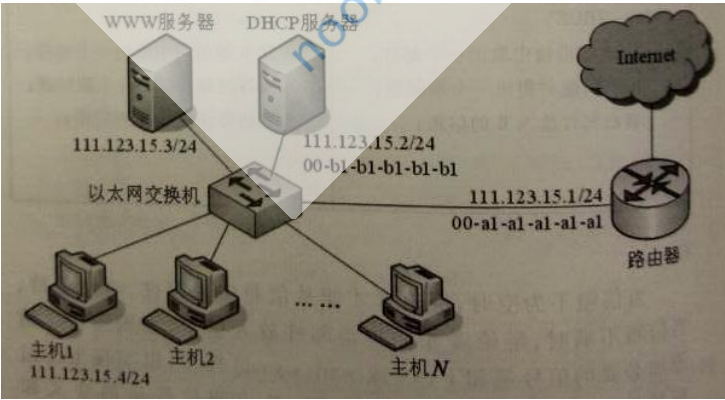 WWW服务器
DHCP服务器
Internet
111.123.15.3/24
111.123.15.2/24
00-b1-b1-b1-b1-b1
以太网交换机
111.123.15.1/24
00-a1-a1-a1-a1-a1
路由器
... ...
主机1
主机2
主机N
111.123.15.4/24